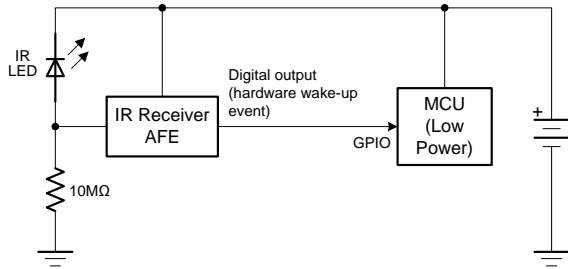 IR
LED
IR Receiver
AFE
Digital output
(hardware wake-up
event)
GPIO
MCU
(Low
Power)
+
10MΩ